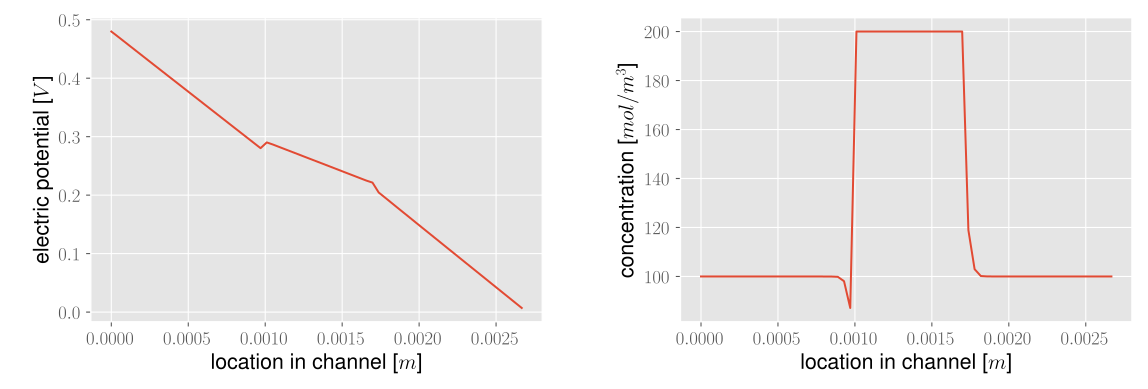 electric potential [V]
0.5
0.4
0.3
0.2
0.1
0.0
0.0000 0.0005 0.0010 0.0015 0.0020 0.0025
location in channel [m]
concentration [mol/m³]
200
180
160
140
120
100
0.0000 0.0005 0.0010 0.0015 0.0020 0.0025
location in channel [m]